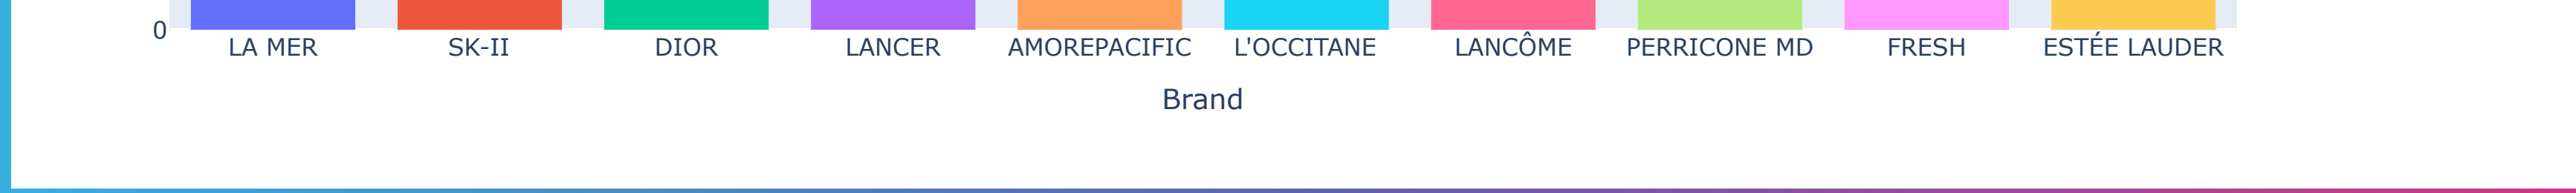 0
LA MER SK-II DIOR LANCER AMOREPACIFIC L'OCCITANE LANCÔME PERRICONE MD FRESH ESTÉE LAUDER
Brand